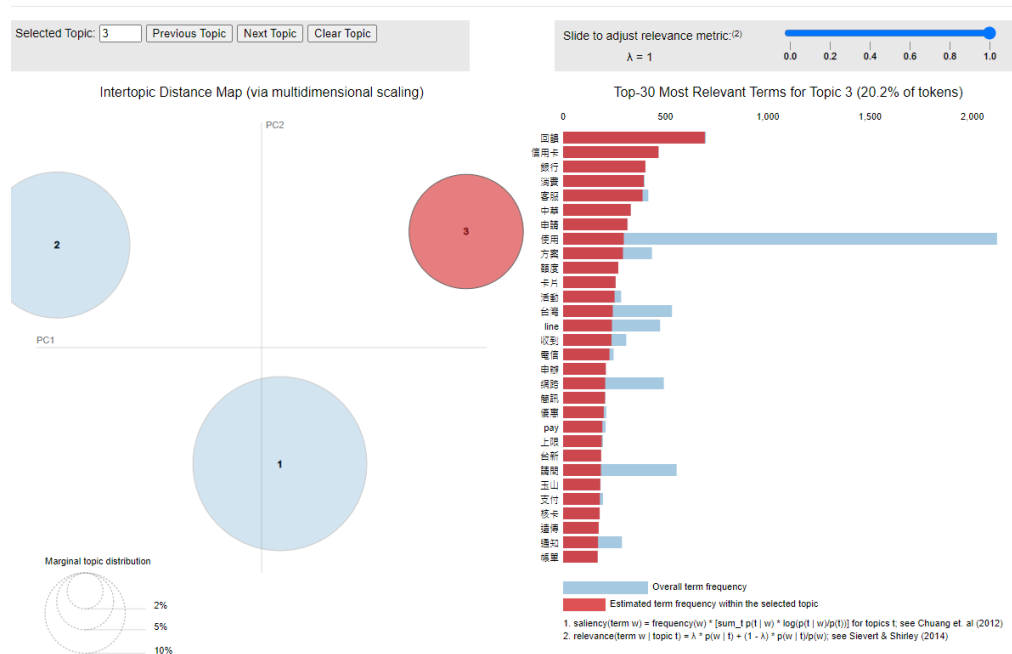 Selected Topic: 3 Previous Topic Next Topic Clear Topic
Slide to adjust relevance metric:(2)
λ = 1
0.0 0.2 0.4 0.6 0.8 1.0
Intertopic Distance Map (via multidimensional scaling)
PC2
PC1
2
3
1
Marginal topic distribution
2%
5%
10%
Top-30 Most Relevant Terms for Topic 3 (20.2% of tokens)
0 500 1,000 1,500 2,000
回饋
信用卡
銀行
消費
客服
中華
申請
使用
方案
額度
卡片
活動
台灣
line
收到
電信
申辦
網路
簡訊
優惠
pay
上限
台新
請問
玉山
支付
核卡
遠傳
通知
帳單
Overall term frequency
Estimated term frequency within the selected topic
1. saliency(term w) = frequency(w) * [sum_t p(t | w) * log(p(t | w)/p(t))] for topics t; see Chuang et. al (2012)
2. relevance(term w | topic t) = λ * p(w | t) + (1 - λ) * p(w | t)/p(w); see Sievert & Shirley (2014)